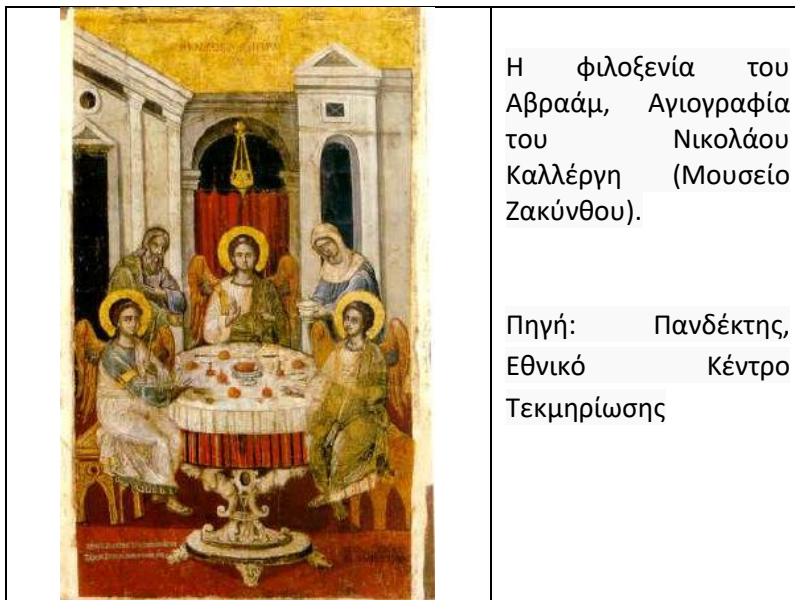 Η φιλοξενία του
Αβραάμ, Αγιογραφία
του Νικολάου
Καλλέργη (Μουσείο
Ζακύνθου).
Πηγή: Πανδέκτης,
Εθνικό Κέντρο
Τεκμηρίωσης